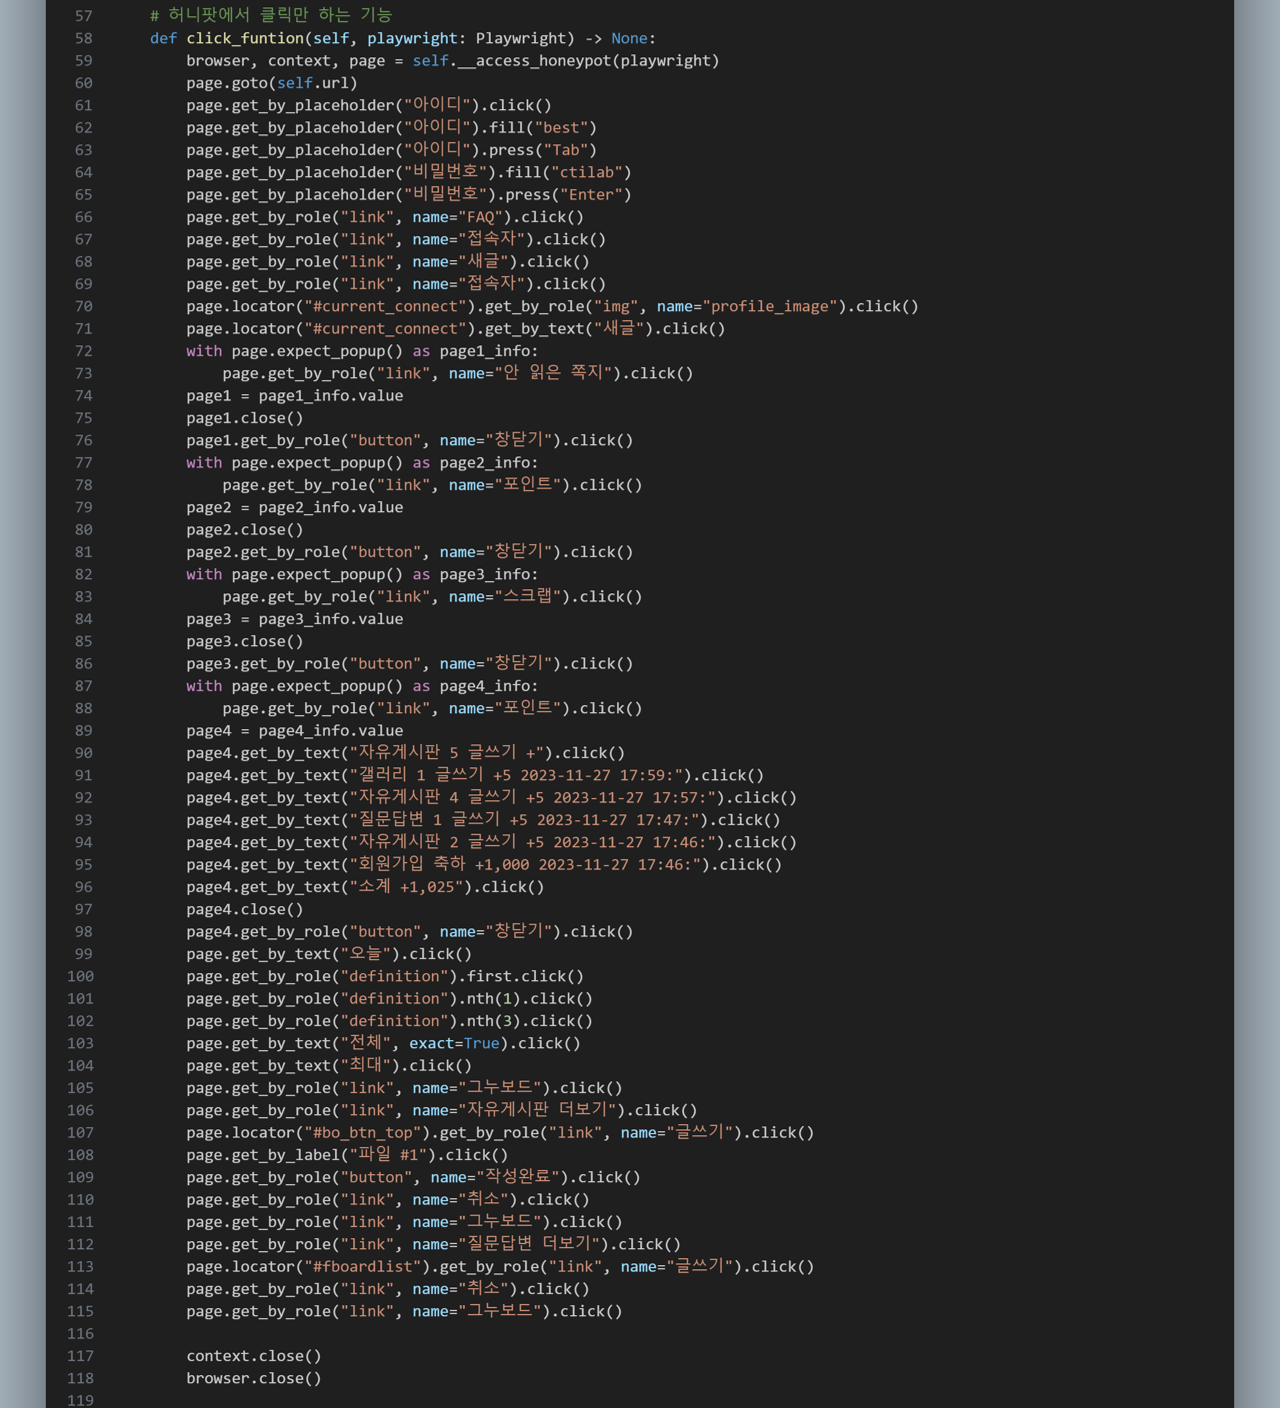 57 # 허니팟에서 클릭만 하는 기능
58 def click_funtion(self, playwright: Playwright) -> None:
59 browser, context, page = self.__access_honeypot(playwright)
60 page.goto(self.url)
61 page.get_by_placeholder("아이디").click()
62 page.get_by_placeholder("아이디").fill("best")
63 page.get_by_placeholder("아이디").press("Tab")
64 page.get_by_placeholder("비밀번호").fill("ctilab")
65 page.get_by_placeholder("비밀번호").press("Enter")
66 page.get_by_role("link", name="FAQ").click()
67 page.get_by_role("link", name="접속자").click()
68 page.get_by_role("link", name="새글").click()
69 page.get_by_role("link", name="접속자").click()
70 page.locator("#current_connect").get_by_role("img", name="profile_image").click()
71 page.locator("#current_connect").get_by_text("새글").click()
72 with page.expect_popup() as page1_info:
73 page.get_by_role("link", name="안 읽은 쪽지").click()
74 page1 = page1_info.value
75 page1.close()
76 page1.get_by_role("button", name="창닫기").click()
77 with page.expect_popup() as page2_info:
78 page.get_by_role("link", name="포인트").click()
79 page2 = page2_info.value
80 page2.close()
81 page2.get_by_role("button", name="창닫기").click()
82 with page.expect_popup() as page3_info:
83 page.get_by_role("link", name="스크랩").click()
84 page3 = page3_info.value
85 page3.close()
86 page3.get_by_role("button", name="창닫기").click()
87 with page.expect_popup() as page4_info:
88 page.get_by_role("link", name="포인트").click()
89 page4 = page4_info.value
90 page4.get_by_text("자유게시판 5 글쓰기 +").click()
91 page4.get_by_text("갤러리 1 글쓰기 +5 2023-11-27 17:59:").click()
92 page4.get_by_text("자유게시판 4 글쓰기 +5 2023-11-27 17:57:").click()
93 page4.get_by_text("질문답변 1 글쓰기 +5 2023-11-27 17:47:").click()
94 page4.get_by_text("자유게시판 2 글쓰기 +5 2023-11-27 17:46:").click()
95 page4.get_by_text("회원가입 축하 +1,000 2023-11-27 17:46:").click()
96 page4.get_by_text("소계 +1,025").click()
97 page4.close()
98 page4.get_by_role("button", name="창닫기").click()
99 page.get_by_text("오늘").click()
100 page.get_by_role("definition").first.click()
101 page.get_by_role("definition").nth(1).click()
102 page.get_by_role("definition").nth(3).click()
103 page.get_by_text("전체", exact=True).click()
104 page.get_by_text("최대").click()
105 page.get_by_role("link", name="그누보드").click()
106 page.get_by_role("link", name="자유게시판 더보기").click()
107 page.locator("#bo_btn_top").get_by_role("link", name="글쓰기").click()
108 page.get_by_label("파일 #1").click()
109 page.get_by_role("button", name="작성완료").click()
110 page.get_by_role("link", name="취소").click()
111 page.get_by_role("link", name="그누보드").click()
112 page.get_by_role("link", name="질문답변 더보기").click()
113 page.locator("#fboardlist").get_by_role("link", name="글쓰기").click()
114 page.get_by_role("link", name="취소").click()
115 page.get_by_role("link", name="그누보드").click()
116
117 context.close()
118 browser.close()
119